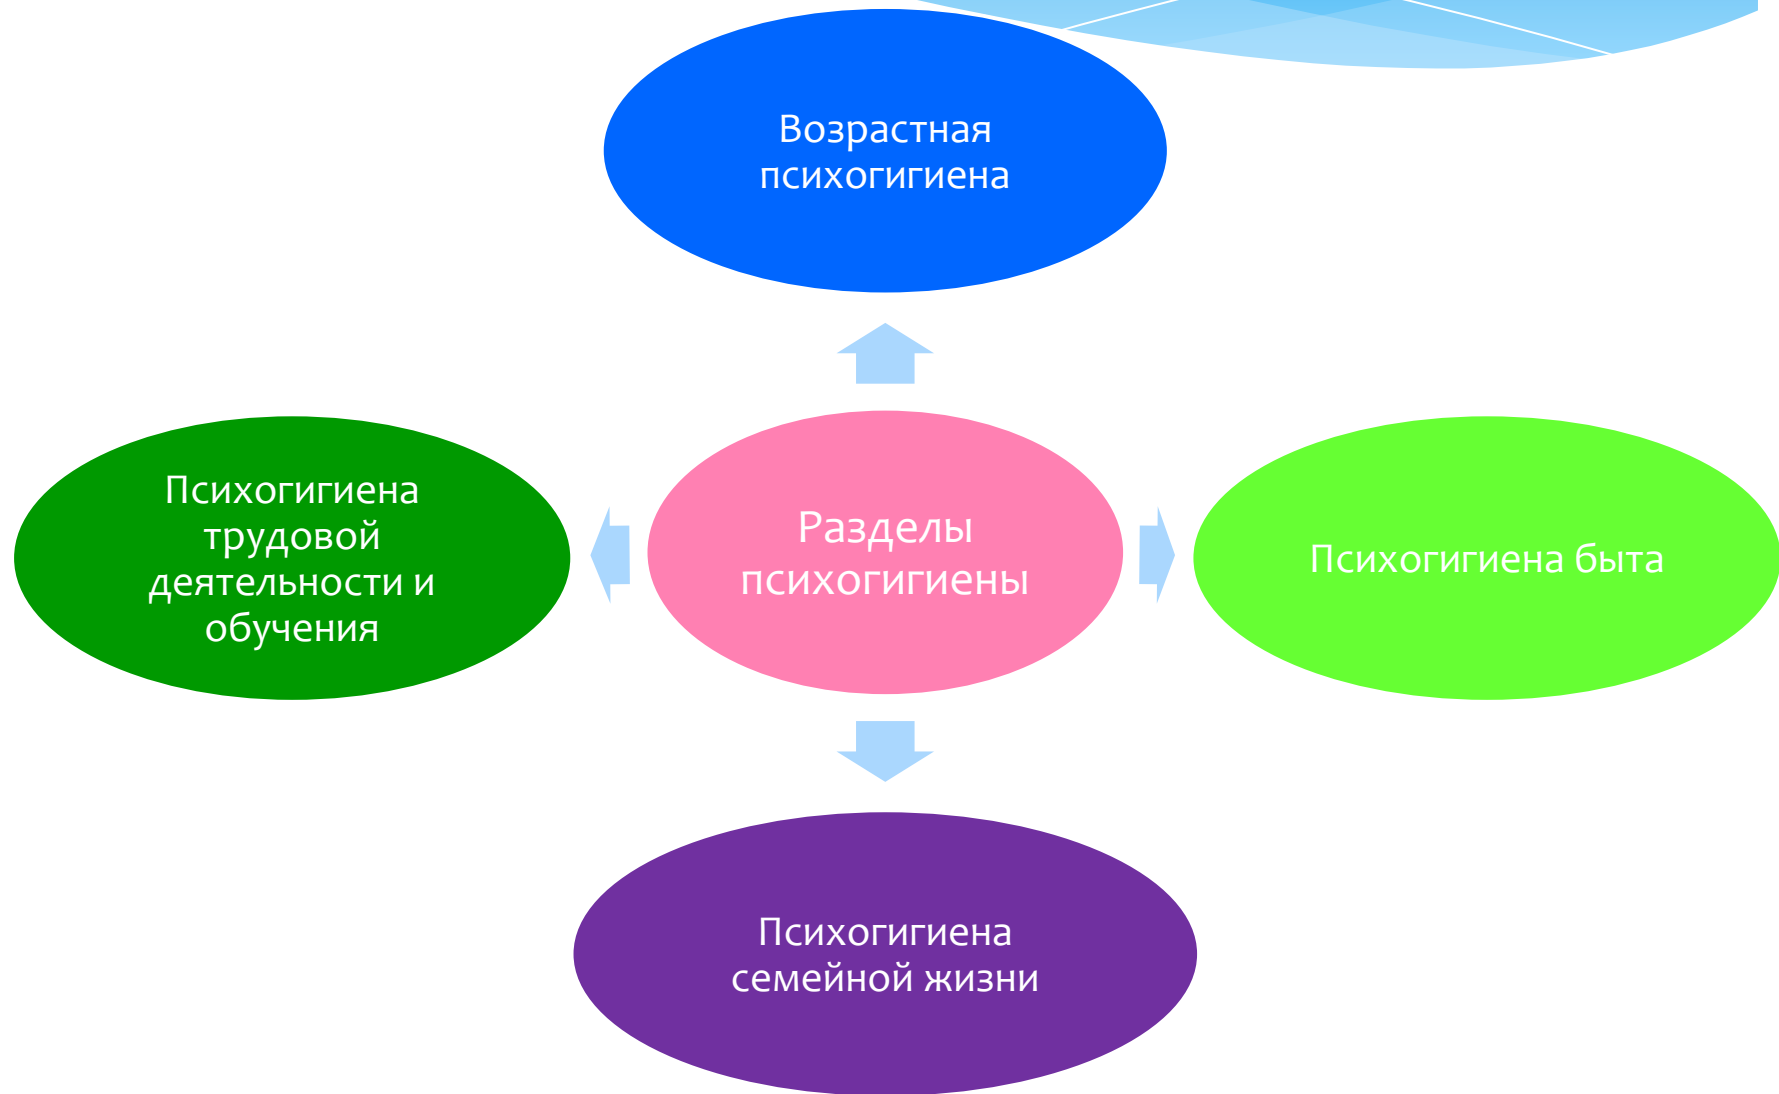 Возрастная
психогигиена
Психогигиена
трудовой
деятельности и
обучения
Разделы
психогигиены
Психогигиена быта
Психогигиена
семейной жизни